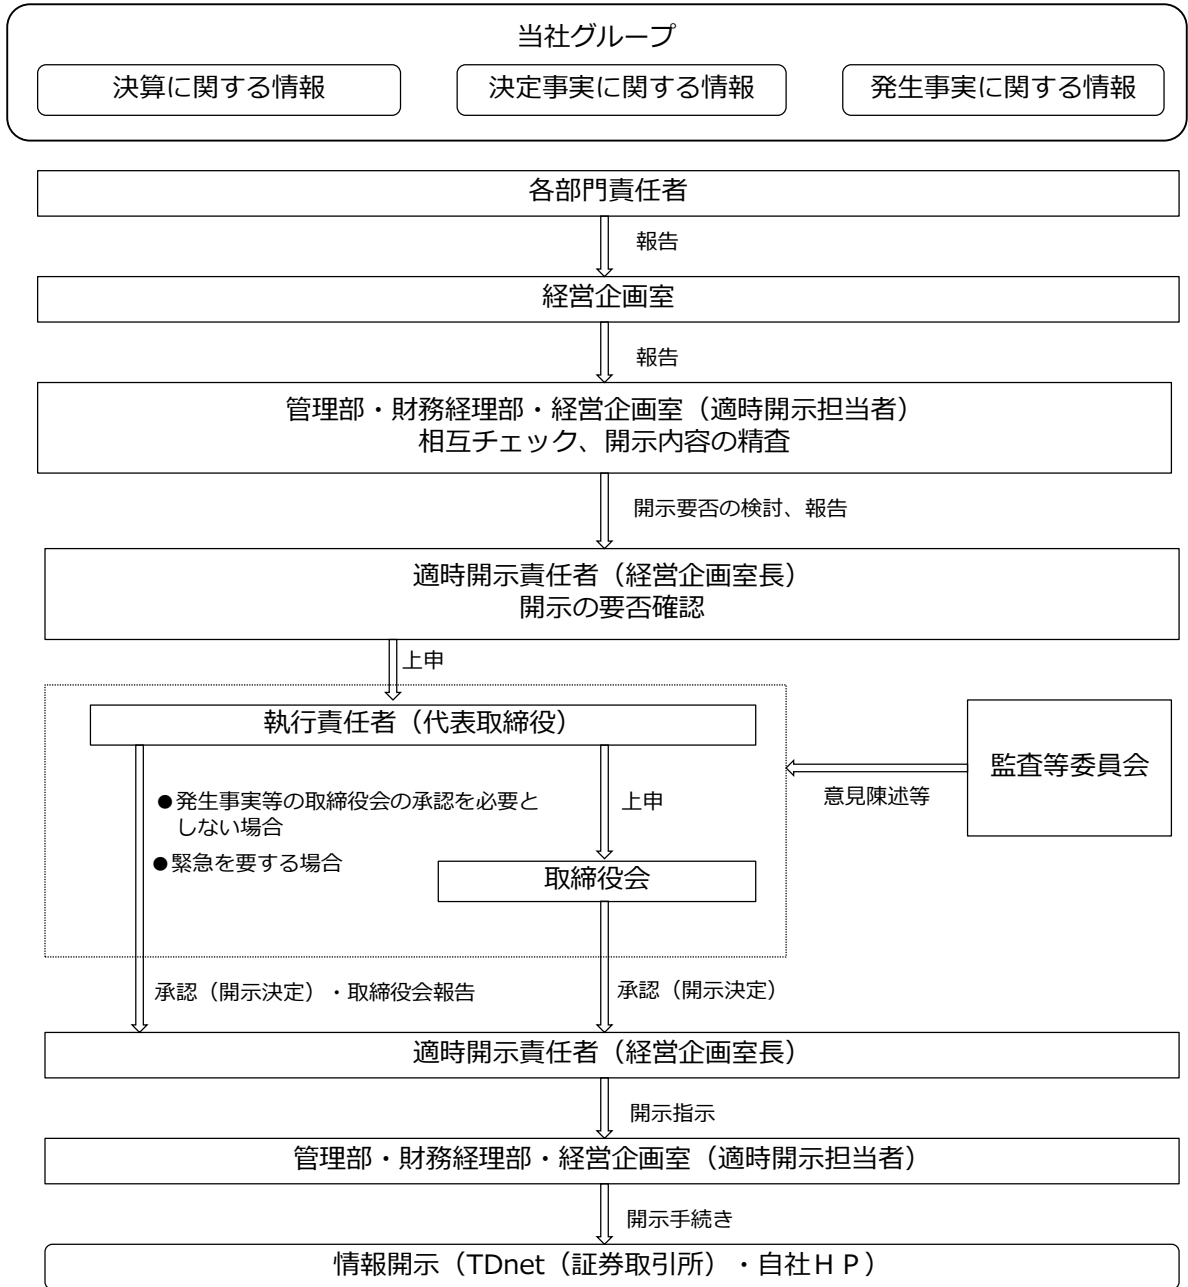 当社グループ
決算に関する情報
決定事実に関する情報
発生事実に関する情報
各部門責任者
報告
経営企画室
報告
管理部・財務経理部・経営企画室（適時開示担当者）
相互チェック、開示内容の精査
開示要否の検討、報告
適時開示責任者（経営企画室長）
開示の要否確認
上申
執行責任者（代表取締役）
監査等委員会
意見陳述等
●発生事実等の取締役会の承認を必要と
しない場合
●緊急を要する場合
上申
取締役会
承認（開示決定）・取締役会報告
承認（開示決定）
適時開示責任者（経営企画室長）
開示指示
管理部・財務経理部・経営企画室（適時開示担当者）
開示手続き
情報開示（TDnet（証券取引所）・自社ＨＰ）